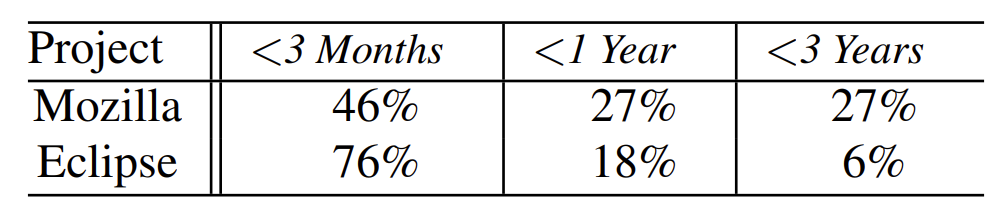 Project <3 Months <1 Year <3 Years
Mozilla 46% 27% 27%
Eclipse 76% 18% 6%